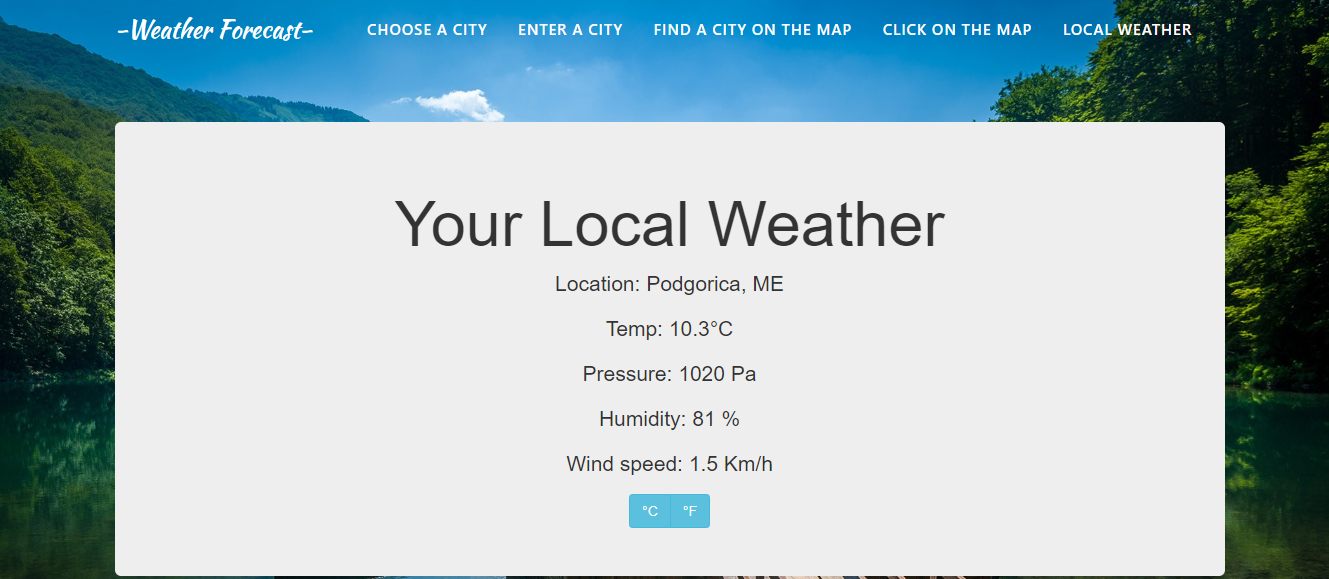 ~Weather Forecast~
CHOOSE A CITY
ENTER A CITY
FIND A CITY ON THE MAP
CLICK ON THE MAP
LOCAL WEATHER
Your Local Weather
Location: Podgorica, ME
Temp: 10.3°C
Pressure: 1020 Pa
Humidity: 81 %
Wind speed: 1.5 Km/h
°C
°F